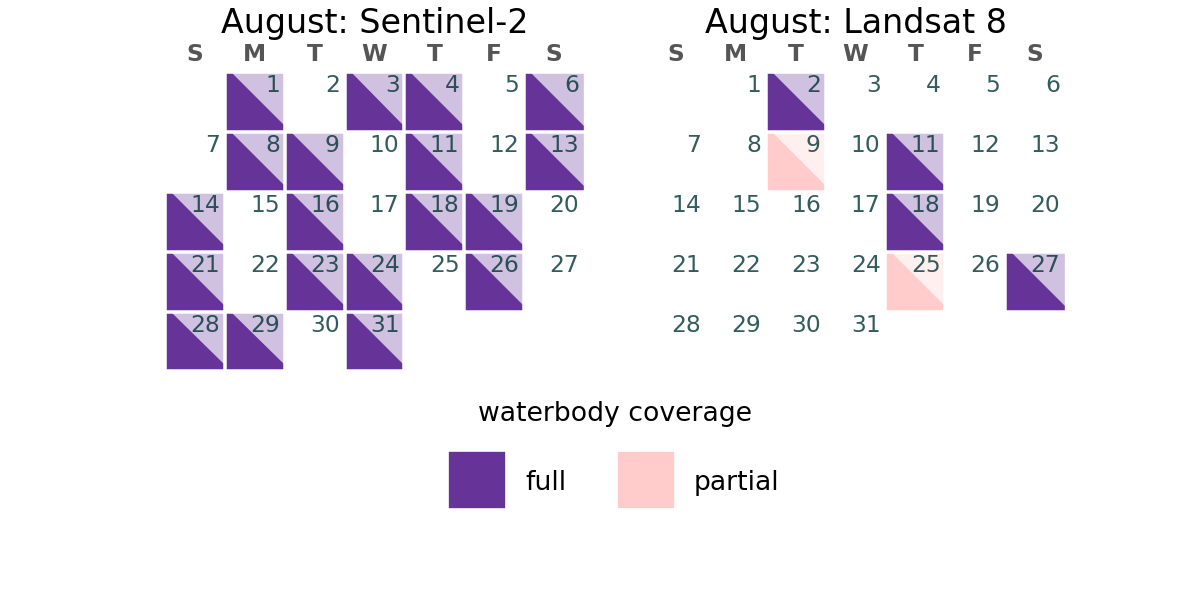 August: Sentinel-2
S M T W T F S
1 2 3 4 5 6
7 8 9 10 11 12 13
14 15 16 17 18 19 20
21 22 23 24 25 26 27
28 29 30 31
August: Landsat 8
S M T W T F S
1 2 3 4 5 6
7 8 9 10 11 12 13
14 15 16 17 18 19 20
21 22 23 24 25 26 27
28 29 30 31
waterbody coverage
full
partial